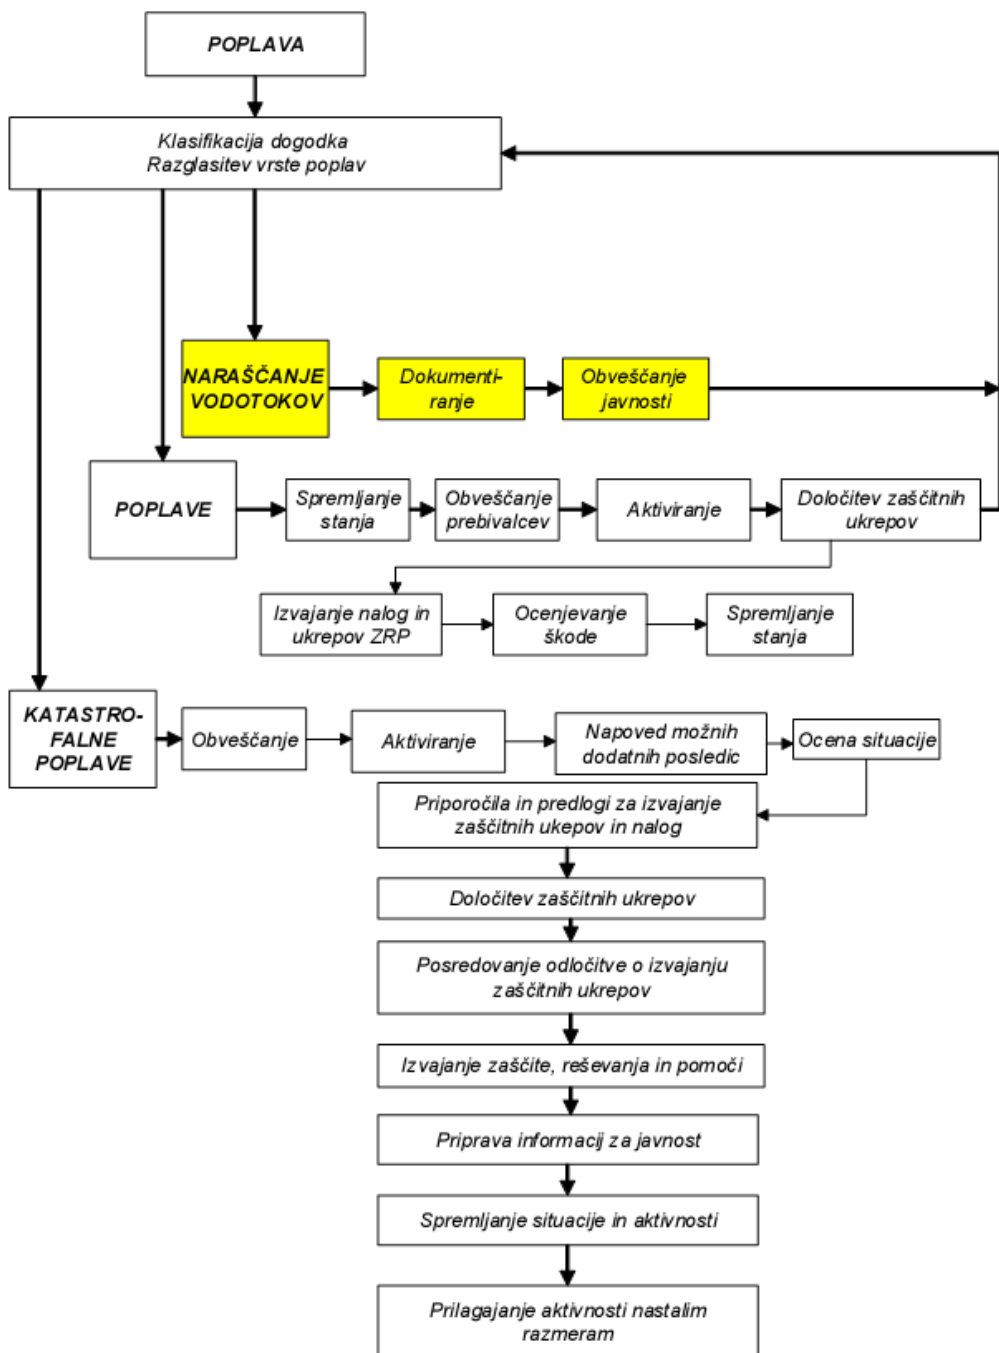 POPLAVA
Klasifikacija dogodka
Razglasitev vrste poplav
NARAŠČANJE
VODOTOKOV
Dokumenti-
ranje
Obveščanje
javnosti
POPLAVE
Spremljanje
stanja
Obveščanje
prebivalcev
Aktiviranje
Določitev zaščitnih
ukrepov
Izvajanje nalog in
ukrepov ZRP
Ocenjevanje
škode
Spremljanje
stanja
KATASTRO-
FALNE
POPLAVE
Obveščanje
Aktiviranje
Napoved možnih
dodatnih posledic
Ocena situacije
Priporočila in predlogi za izvajanje
zaščitnih ukepov in nalog
Določitev zaščitnih ukrepov
Posredovanje odločitve o izvajanju
zaščitnih ukrepov
Izvajanje zaščite, reševanja in pomoči
Priprava informacij za javnost
Spremljanje situacije in aktivnosti
Prilagajanje aktivnosti nastalim
razmeram